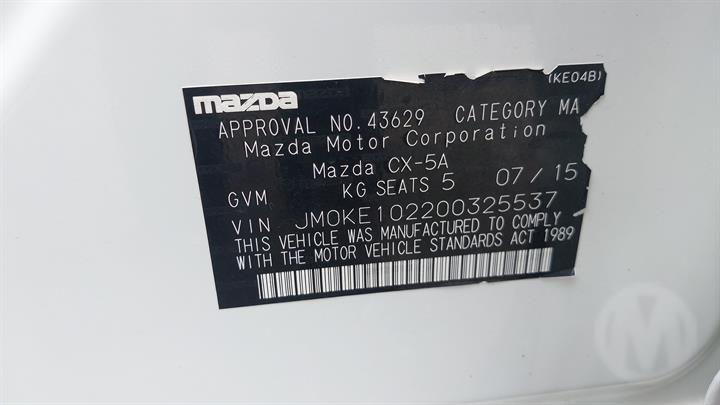 mazda
(KE04B)
APPROVAL NO.43629 CATEGORY MA
Mazda Motor Corporation
Mazda CX-5A
GVM KG SEATS 5 07/15
VIN JM0KE102200325537
THIS VEHICLE WAS MANUFACTURED TO COMPLY
WITH THE MOTOR VEHICLE STANDARDS ACT 1989
M